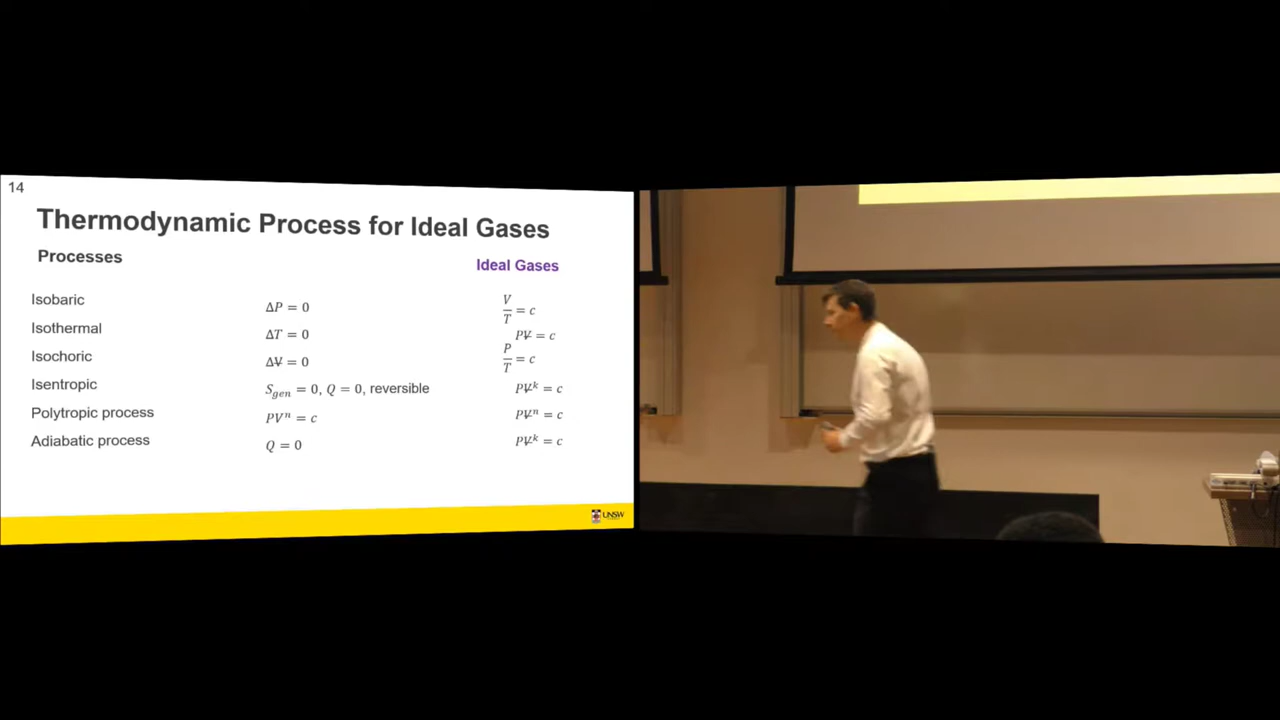 14
Thermodynamic Process for Ideal Gases
Processes
Ideal Gases
Isobaric ΔP = 0 V/T = c
Isothermal ΔT = 0 PV̶ = c
Isochoric ΔV̶ = 0 P/T = c
Isentropic S_gen = 0, Q = 0, reversible PV̶^k = c
Polytropic process PV^n = c PV̶^n = c
Adiabatic process Q = 0 PV̶^k = c
UNSW